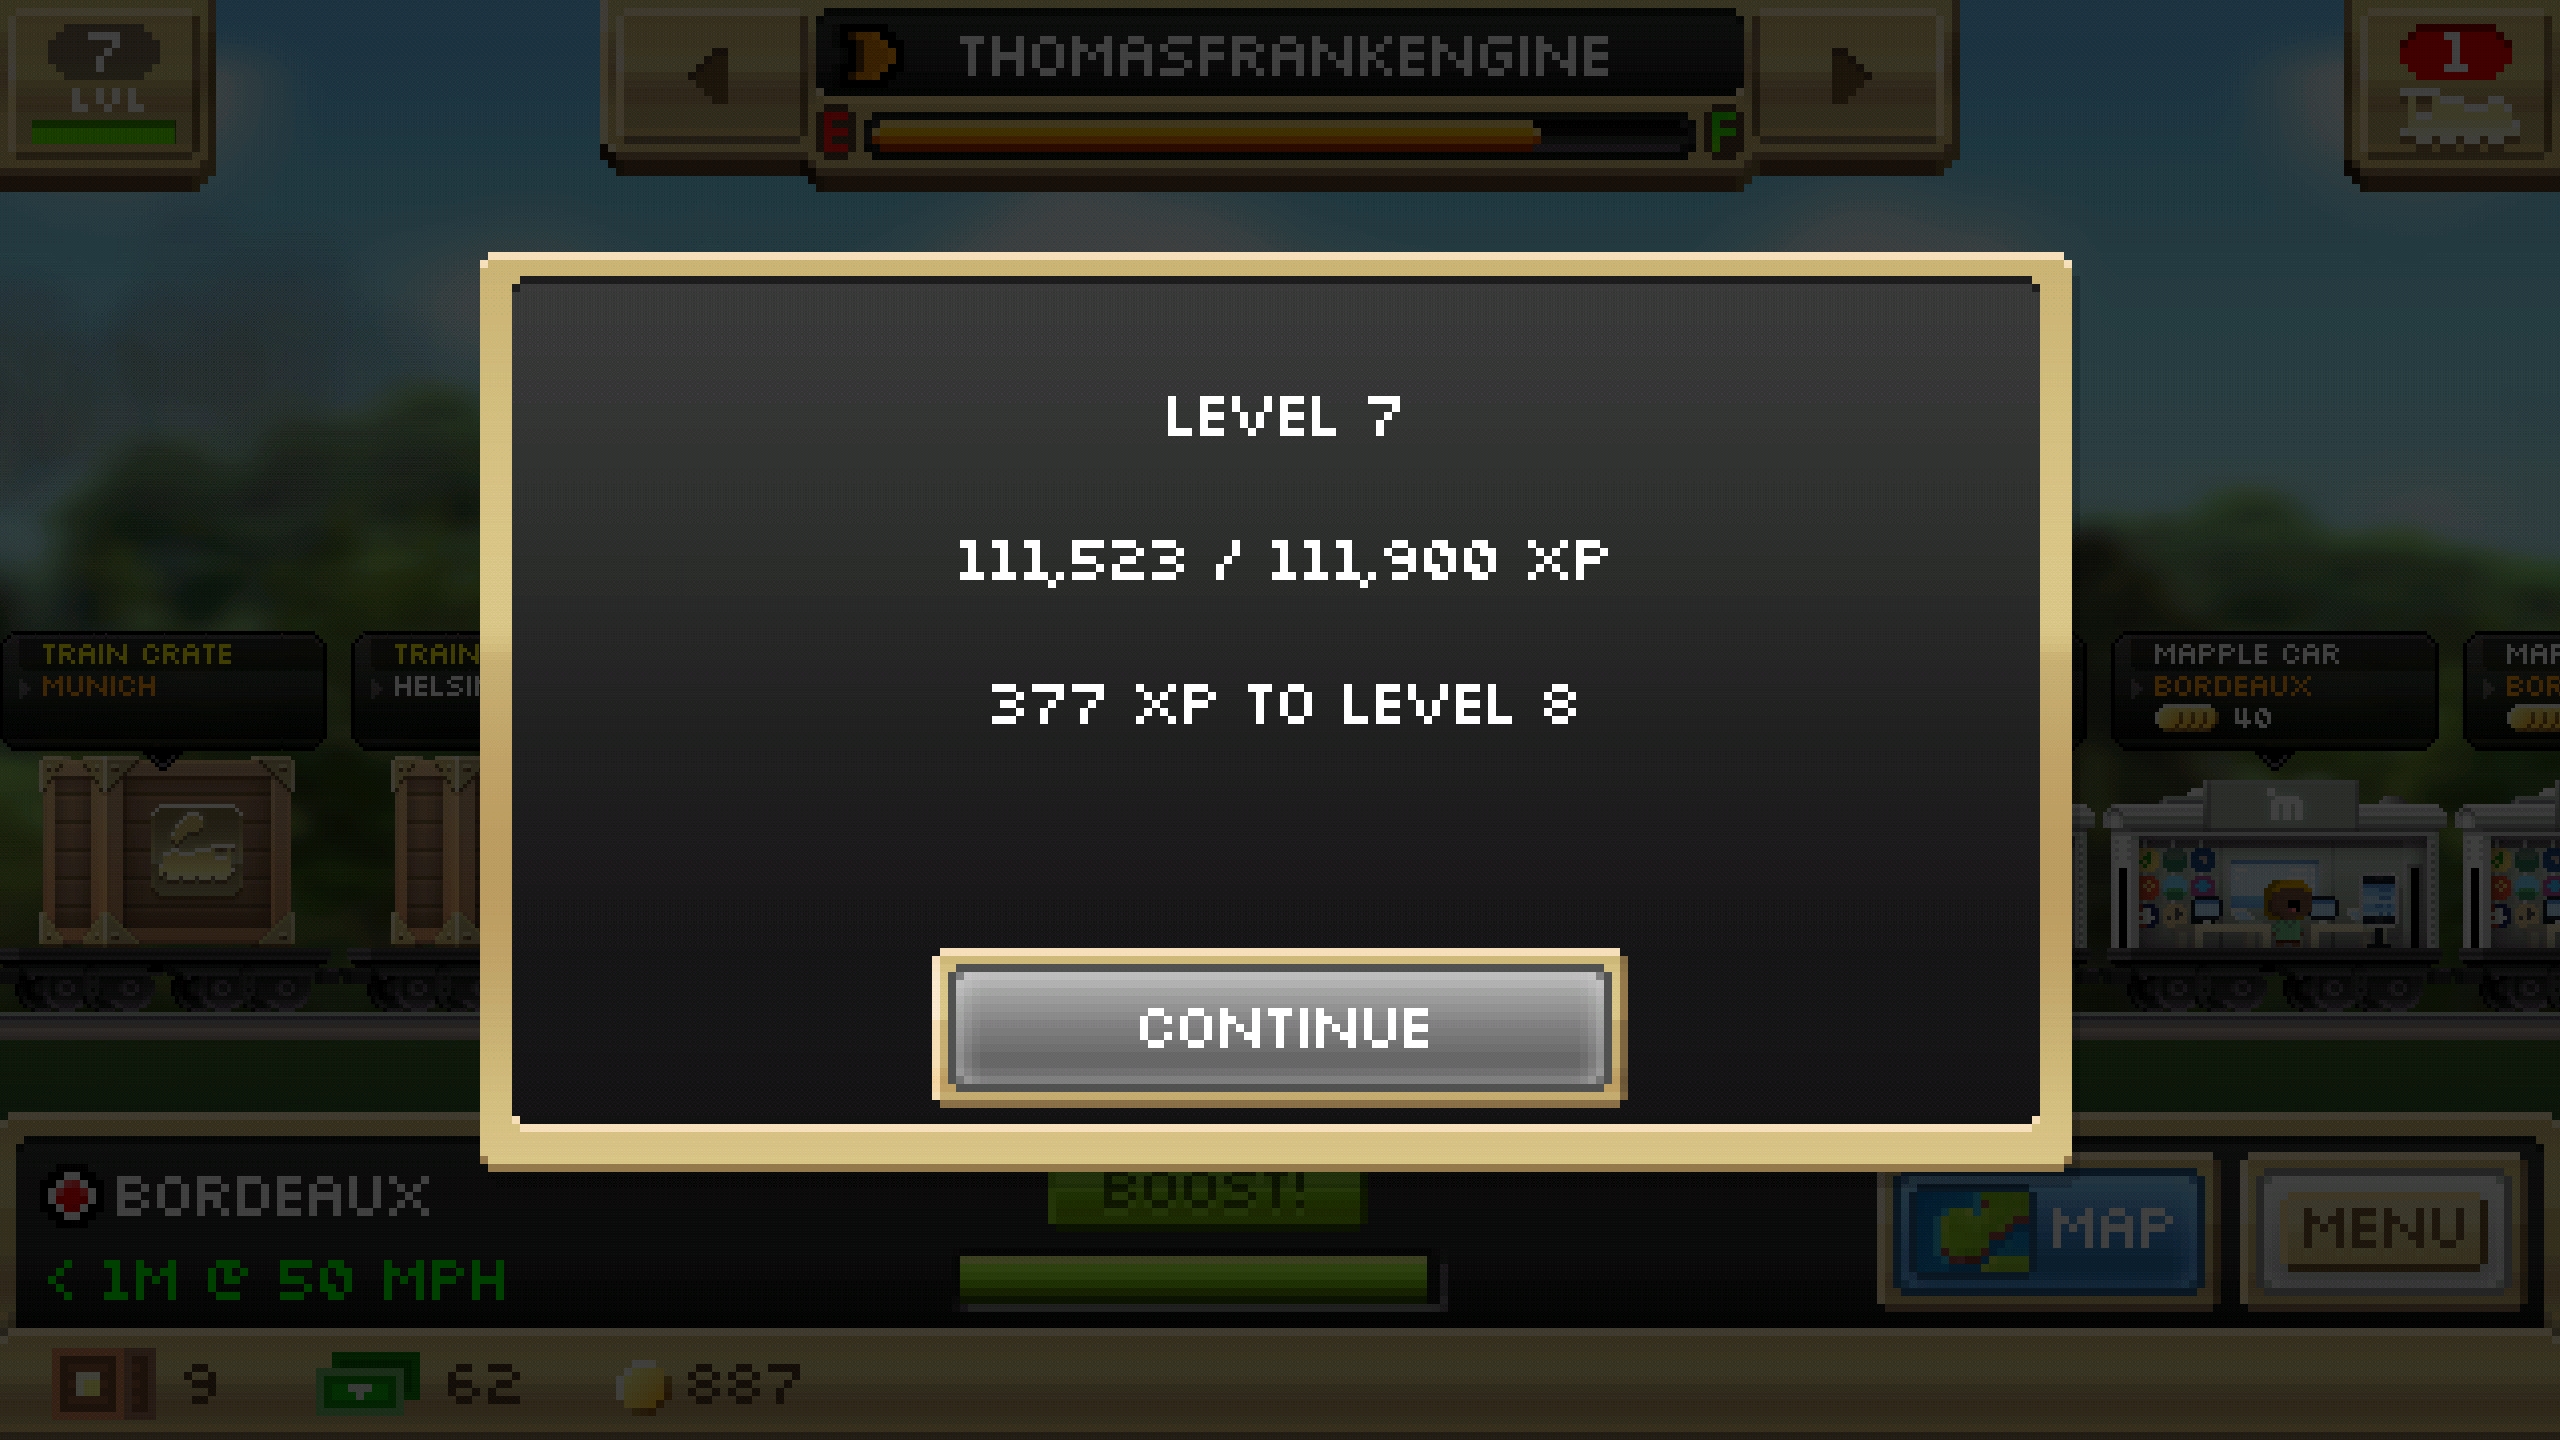 7
LVL
THOMASFRANKENGINE
E F
1
LEVEL 7
111,523 / 111,900 XP
377 XP TO LEVEL 8
CONTINUE
TRAIN CRATE
MUNICH
TRAIN
MAPPLE CAR
BORDEAUX
40
BORDEAUX
< 1M @ 50 MPH
BOOST!
MAP
MENU
9
62
887